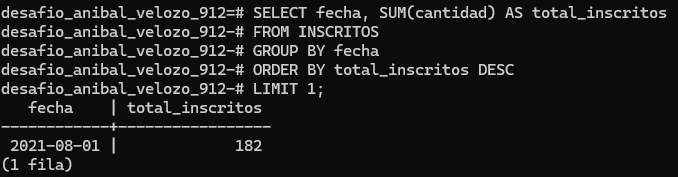 desafio_anibal_velozo_912=# SELECT fecha, SUM(cantidad) AS total_inscritos
desafio_anibal_velozo_912-# FROM INSCRITOS
desafio_anibal_velozo_912-# GROUP BY fecha
desafio_anibal_velozo_912-# ORDER BY total_inscritos DESC
desafio_anibal_velozo_912-# LIMIT 1;
   fecha    | total_inscritos
------------+-----------------
 2021-08-01 |             182
(1 fila)